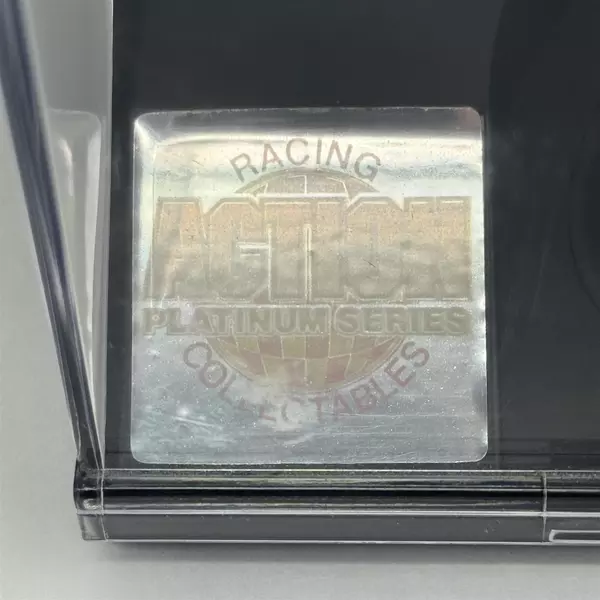 RACING
ACTION
PLATINUM SERIES
COLLECTABLES